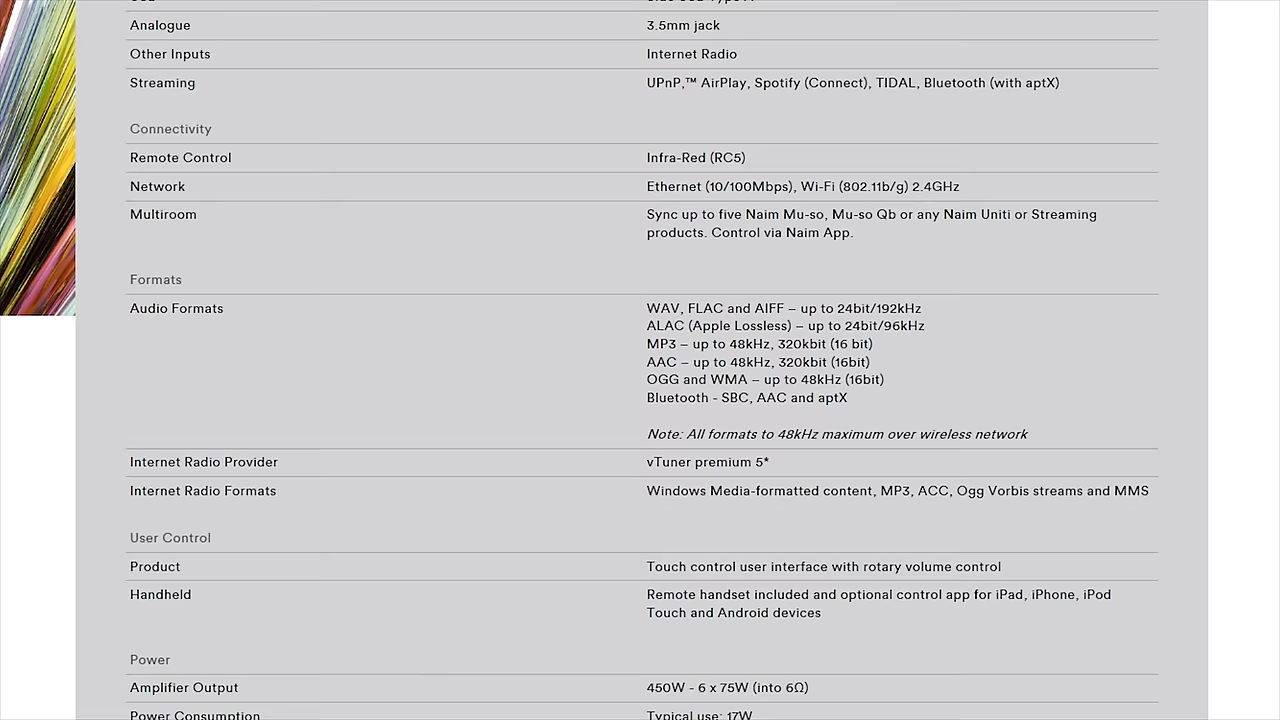 Analogue 3.5mm jack
Other Inputs Internet Radio
Streaming UPnP,™ AirPlay, Spotify (Connect), TIDAL, Bluetooth (with aptX)
Connectivity
Remote Control Infra-Red (RC5)
Network Ethernet (10/100Mbps), Wi-Fi (802.11b/g) 2.4GHz
Multiroom Sync up to five Naim Mu-so, Mu-so Qb or any Naim Uniti or Streaming
products. Control via Naim App.
Formats
Audio Formats WAV, FLAC and AIFF – up to 24bit/192kHz
ALAC (Apple Lossless) – up to 24bit/96kHz
MP3 – up to 48kHz, 320kbit (16 bit)
AAC – up to 48kHz, 320kbit (16bit)
OGG and WMA – up to 48kHz (16bit)
Bluetooth - SBC, AAC and aptX
Note: All formats to 48kHz maximum over wireless network
Internet Radio Provider vTuner premium 5*
Internet Radio Formats Windows Media-formatted content, MP3, ACC, Ogg Vorbis streams and MMS
User Control
Product Touch control user interface with rotary volume control
Handheld Remote handset included and optional control app for iPad, iPhone, iPod
Touch and Android devices
Power
Amplifier Output 450W - 6 x 75W (into 6Ω)
Power Consumption Typical use: 17W